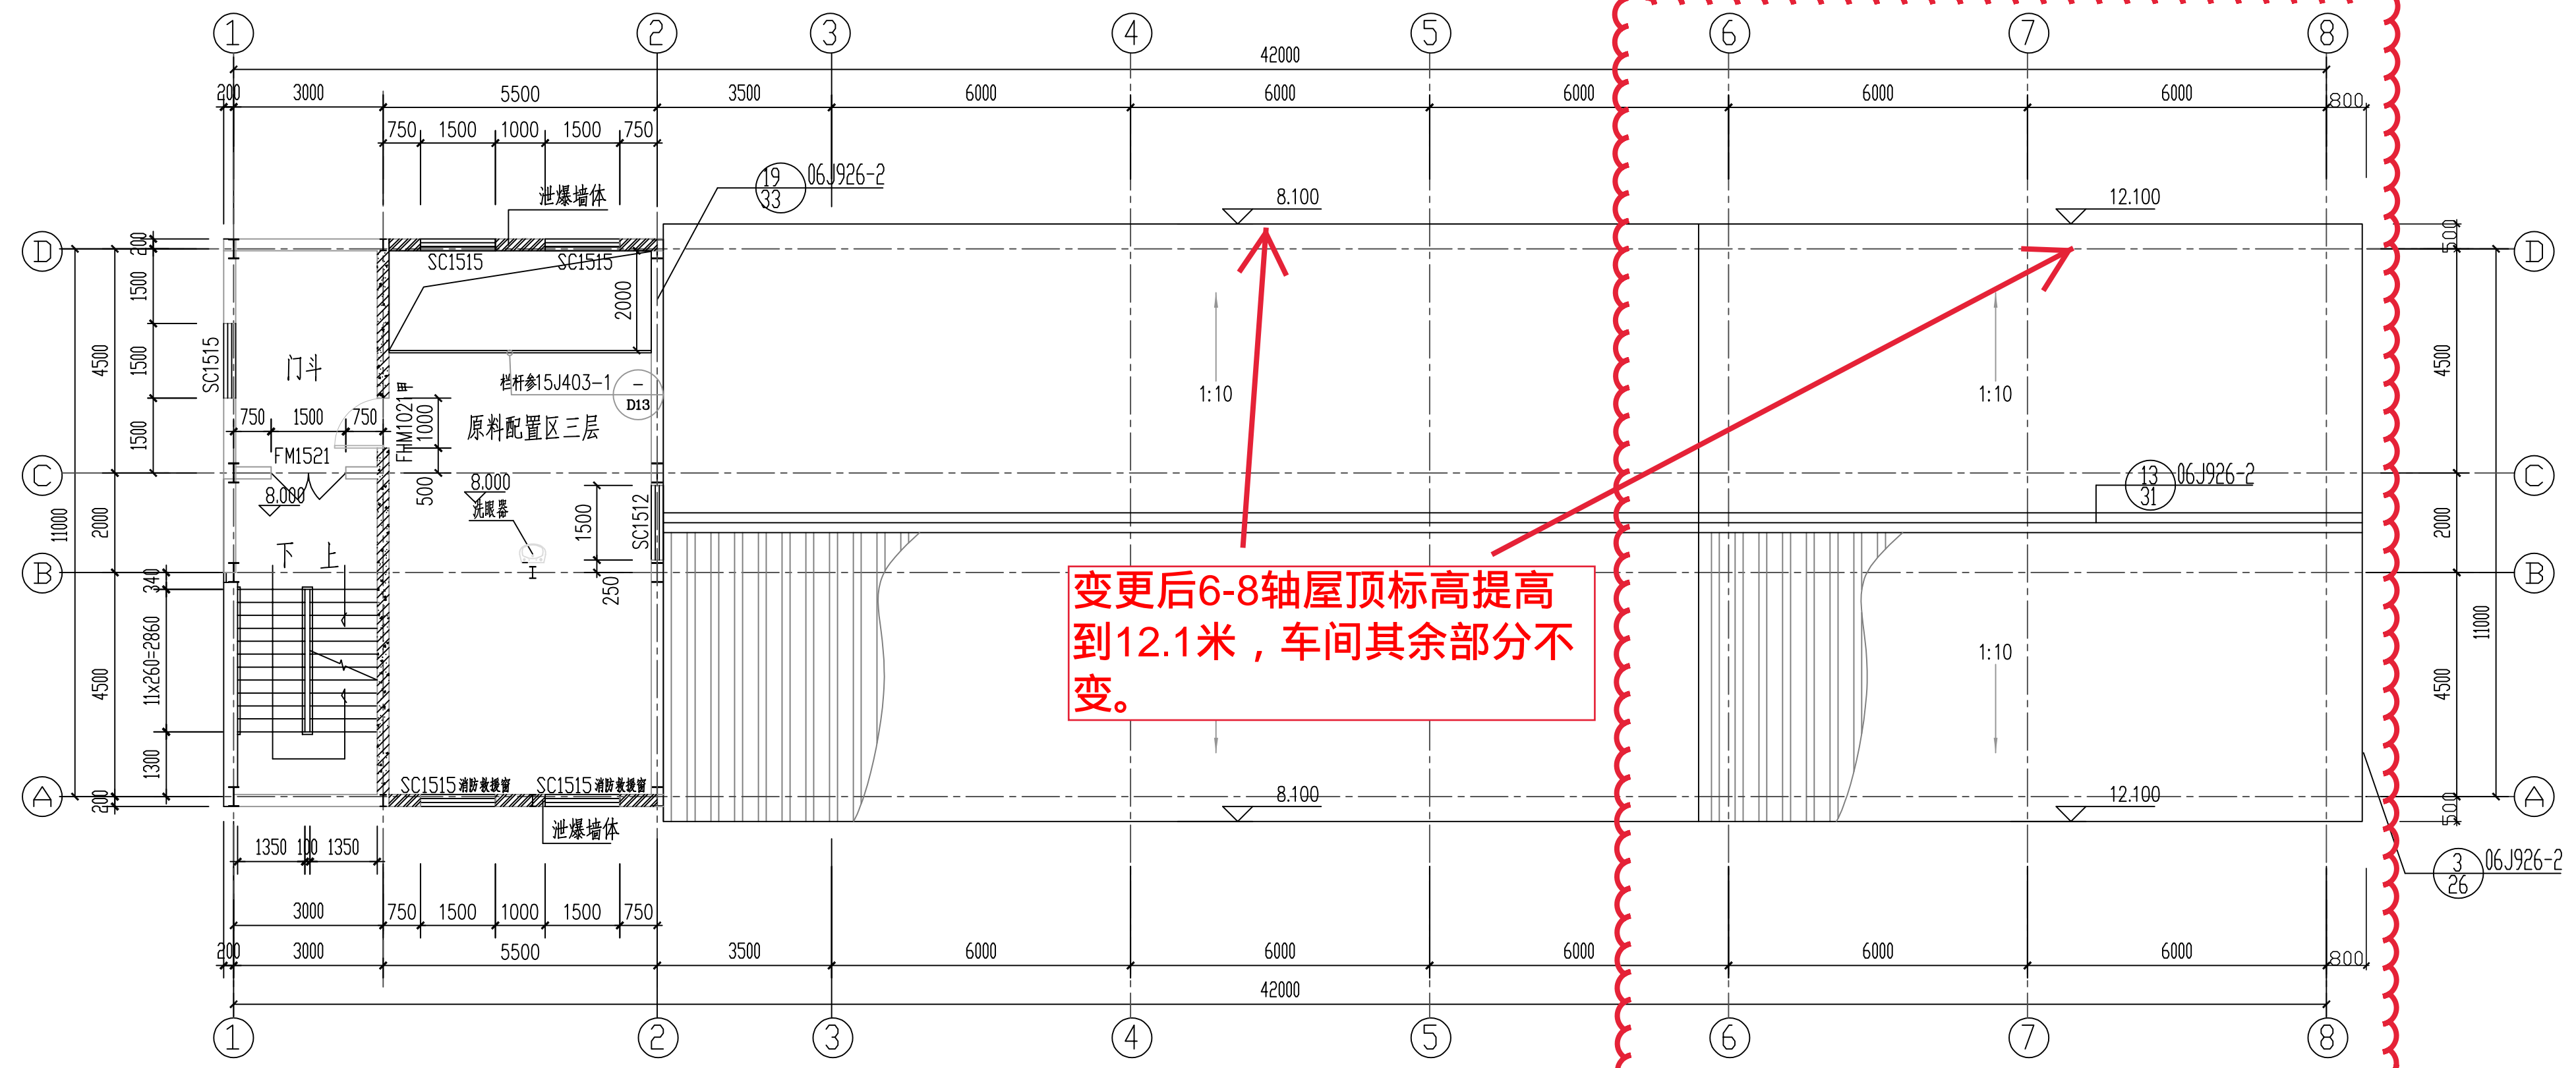 1 2 3 4 5 6 7 8
42000
200 3000 5500 3500 6000 6000 6000 6000 6000 800
750 1500 1000 1500 750
泄爆墙体
19
33
06J926-2
8.100
12.100
D
D
200
500
SC1515
SC1515
1500
2000
SC1515
4500
1500
门斗
栏杆参15J403-1
-
D13
1:10
1:10
4500
750 1500 750
FHM1021甲
1000
原料配置区三层
1500
FM1521
C
C
13
31
06J926-2
8.000
8.000
洗眼器
500
1500
SC1512
11000
2000
2000
下 上
B
B
340
250
变更后6-8轴屋顶标高提高
到12.1米，车间其余部分不
变。
11000
11x260=2860
4500
1:10
4500
1300
SC1515消防救援窗
SC1515消防救援窗
8.100
12.100
A
A
200
500
泄爆墙体
1350 100 1350
3
26
06J926-2
3000
750 1500 1000 1500 750
200 3000 5500 3500 6000 6000 6000 6000 6000 800
42000
1 2 3 4 5 6 7 8